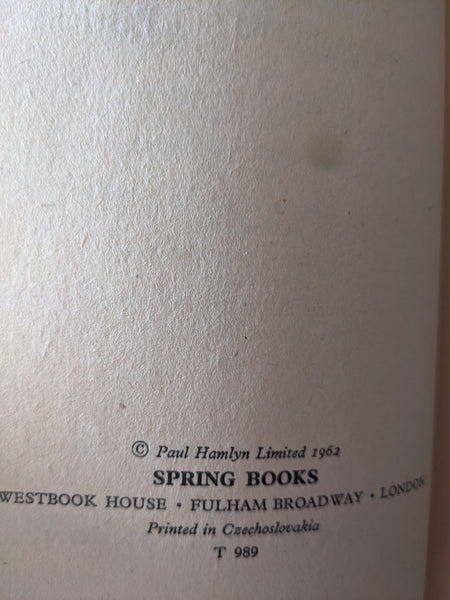 © Paul Hamlyn Limited 1962
SPRING BOOKS
WESTBOOK HOUSE · FULHAM BROADWAY · LONDON
Printed in Czechoslovakia
T 989